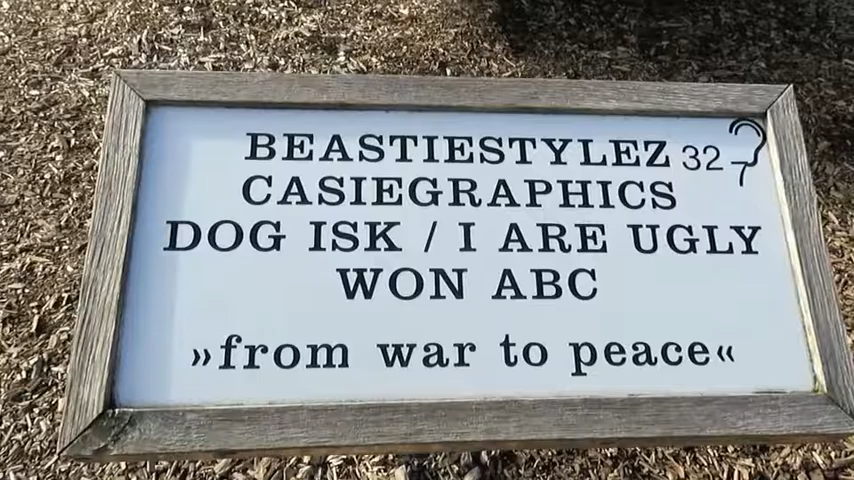 BEASTIESTYLEZ 32
CASIEGRAPHICS
DOG ISK / I ARE UGLY
WON ABC
»from war to peace«